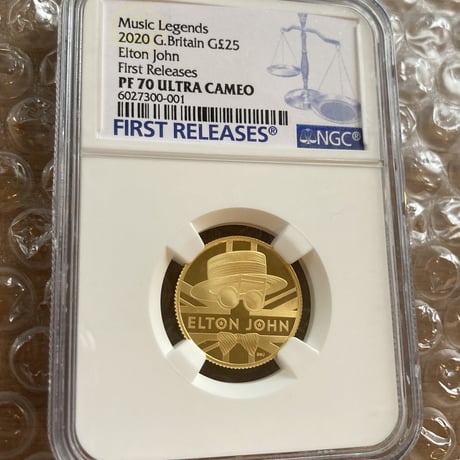 Music Legends
2020 G.Britain G£25
Elton John
First Releases
PF 70 ULTRA CAMEO
6027300-001
FIRST RELEASES®
NGC®
ELTON JOHN